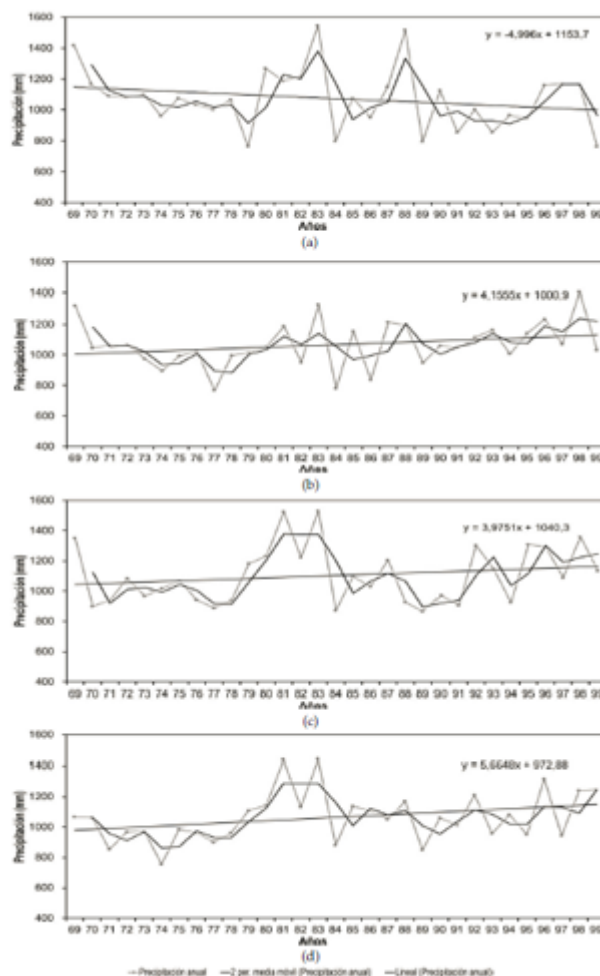 1600
1400
1200
1000
800
600
400
Precipitación (mm)
y = -4,996x + 1153,7
69 70 71 72 73 74 75 76 77 78 79 80 81 82 83 84 85 86 87 88 89 90 91 92 93 94 95 96 97 98 99
Años
(a)
1600
1400
1200
1000
800
600
400
Precipitación (mm)
y = 4,1555x + 1000,9
69 70 71 72 73 74 75 76 77 78 79 80 81 82 83 84 85 86 87 88 89 90 91 92 93 94 95 96 97 98 99
Años
(b)
1600
1400
1200
1000
800
600
400
Precipitación (mm)
y = 3,9751x + 1040,3
69 70 71 72 73 74 75 76 77 78 79 80 81 82 83 84 85 86 87 88 89 90 91 92 93 94 95 96 97 98 99
Años
(c)
1600
1400
1200
1000
800
600
400
Precipitación (mm)
y = 5,6648x + 972,88
69 70 71 72 73 74 75 76 77 78 79 80 81 82 83 84 85 86 87 88 89 90 91 92 93 94 95 96 97 98 99
Años
(d)
Precipitación anual 2 per. media móvil (Precipitación anual) Lineal (Precipitación anual)